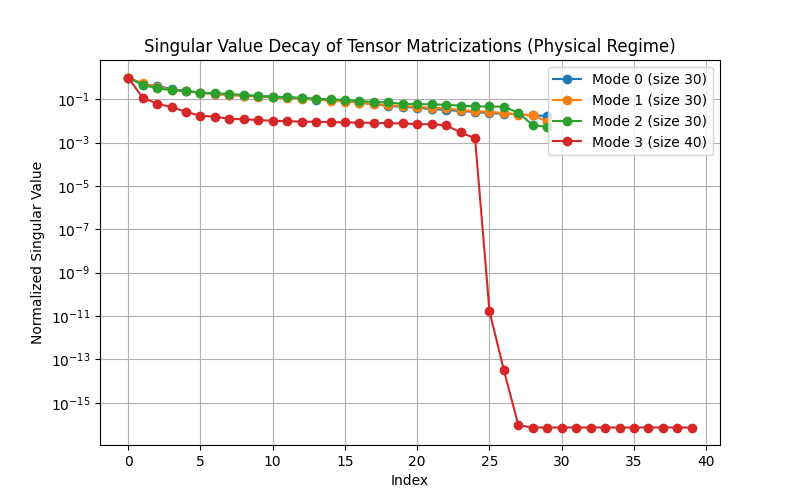 Singular Value Decay of Tensor Matricizations (Physical Regime)
Mode 0 (size 30)
Mode 1 (size 30)
Mode 2 (size 30)
Mode 3 (size 40)
Normalized Singular Value
10⁻¹
10⁻³
10⁻⁵
10⁻⁷
10⁻⁹
10⁻¹¹
10⁻¹³
10⁻¹⁵
0 5 10 15 20 25 30 35 40
Index